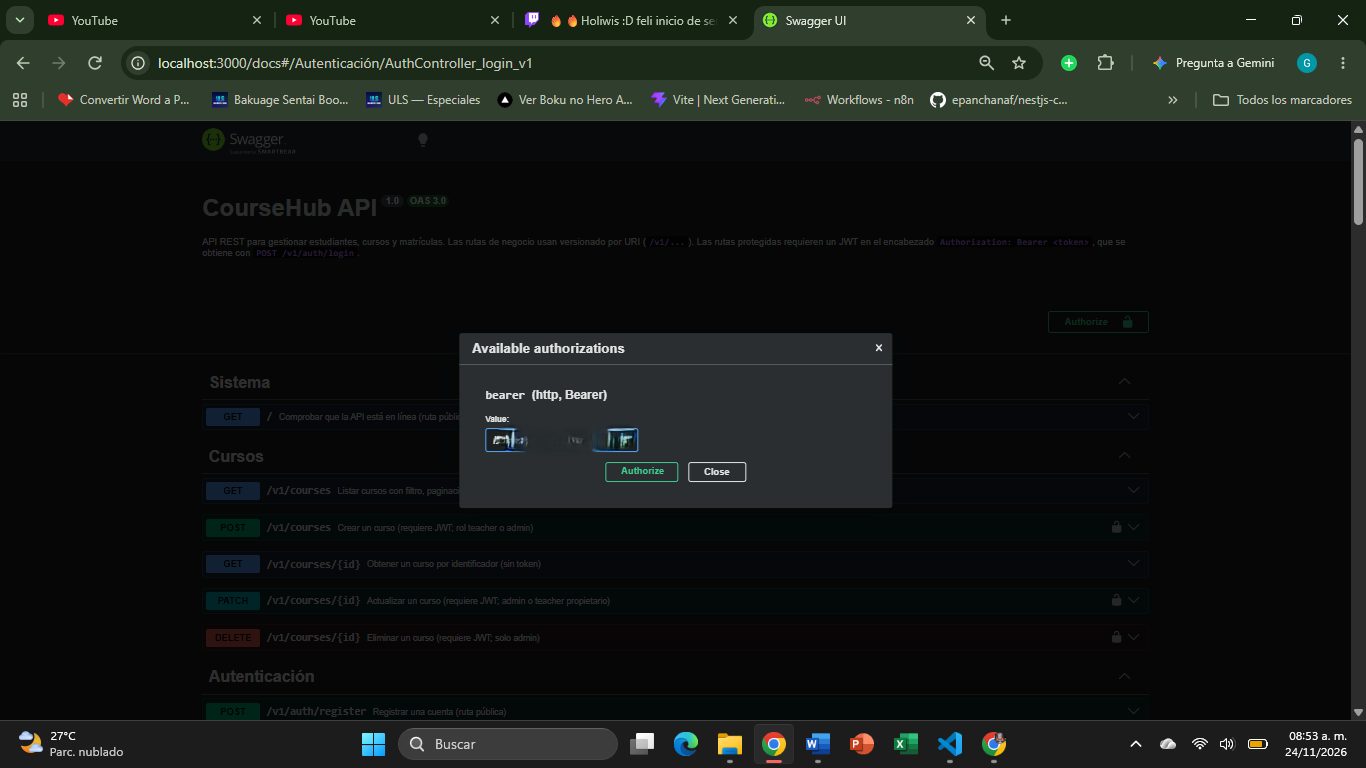 YouTube
YouTube
🔥🔥Holiwis :D feli inicio de se
Swagger UI
localhost:3000/docs#/Autenticación/AuthController_login_v1
Pregunta a Gemini
G
Convertir Word a P...
Bakuage Sentai Boo...
ULS — Especiales
Ver Boku no Hero A...
Vite | Next Generati...
Workflows - n8n
epanchanaf/nestjs-c...
»
Todos los marcadores
Swagger.
Supported by SMARTBEAR
CourseHub API 1.0 OAS 3.0
API REST para gestionar estudiantes, cursos y matrículas. Las rutas de negocio usan versionado por URI ( /v1/... ). Las rutas protegidas requieren un JWT en el encabezado Authorization: Bearer <token> , que se
obtiene con POST /v1/auth/login .
Authorize
Available authorizations
×
bearer (http, Bearer)
Value:
Authorize
Close
Sistema
GET / Comprobar que la API está en línea (ruta públic
Cursos
GET /v1/courses Listar cursos con filtro, paginaci
POST /v1/courses Crear un curso (requiere JWT; rol teacher o admin)
GET /v1/courses/{id} Obtener un curso por identificador (sin token)
PATCH /v1/courses/{id} Actualizar un curso (requiere JWT; admin o teacher propietario)
DELETE /v1/courses/{id} Eliminar un curso (requiere JWT; solo admin)
Autenticación
POST /v1/auth/register Registrar una cuenta (ruta pública)
27°C
Parc. nublado
Buscar
08:53 a. m.
24/11/2026